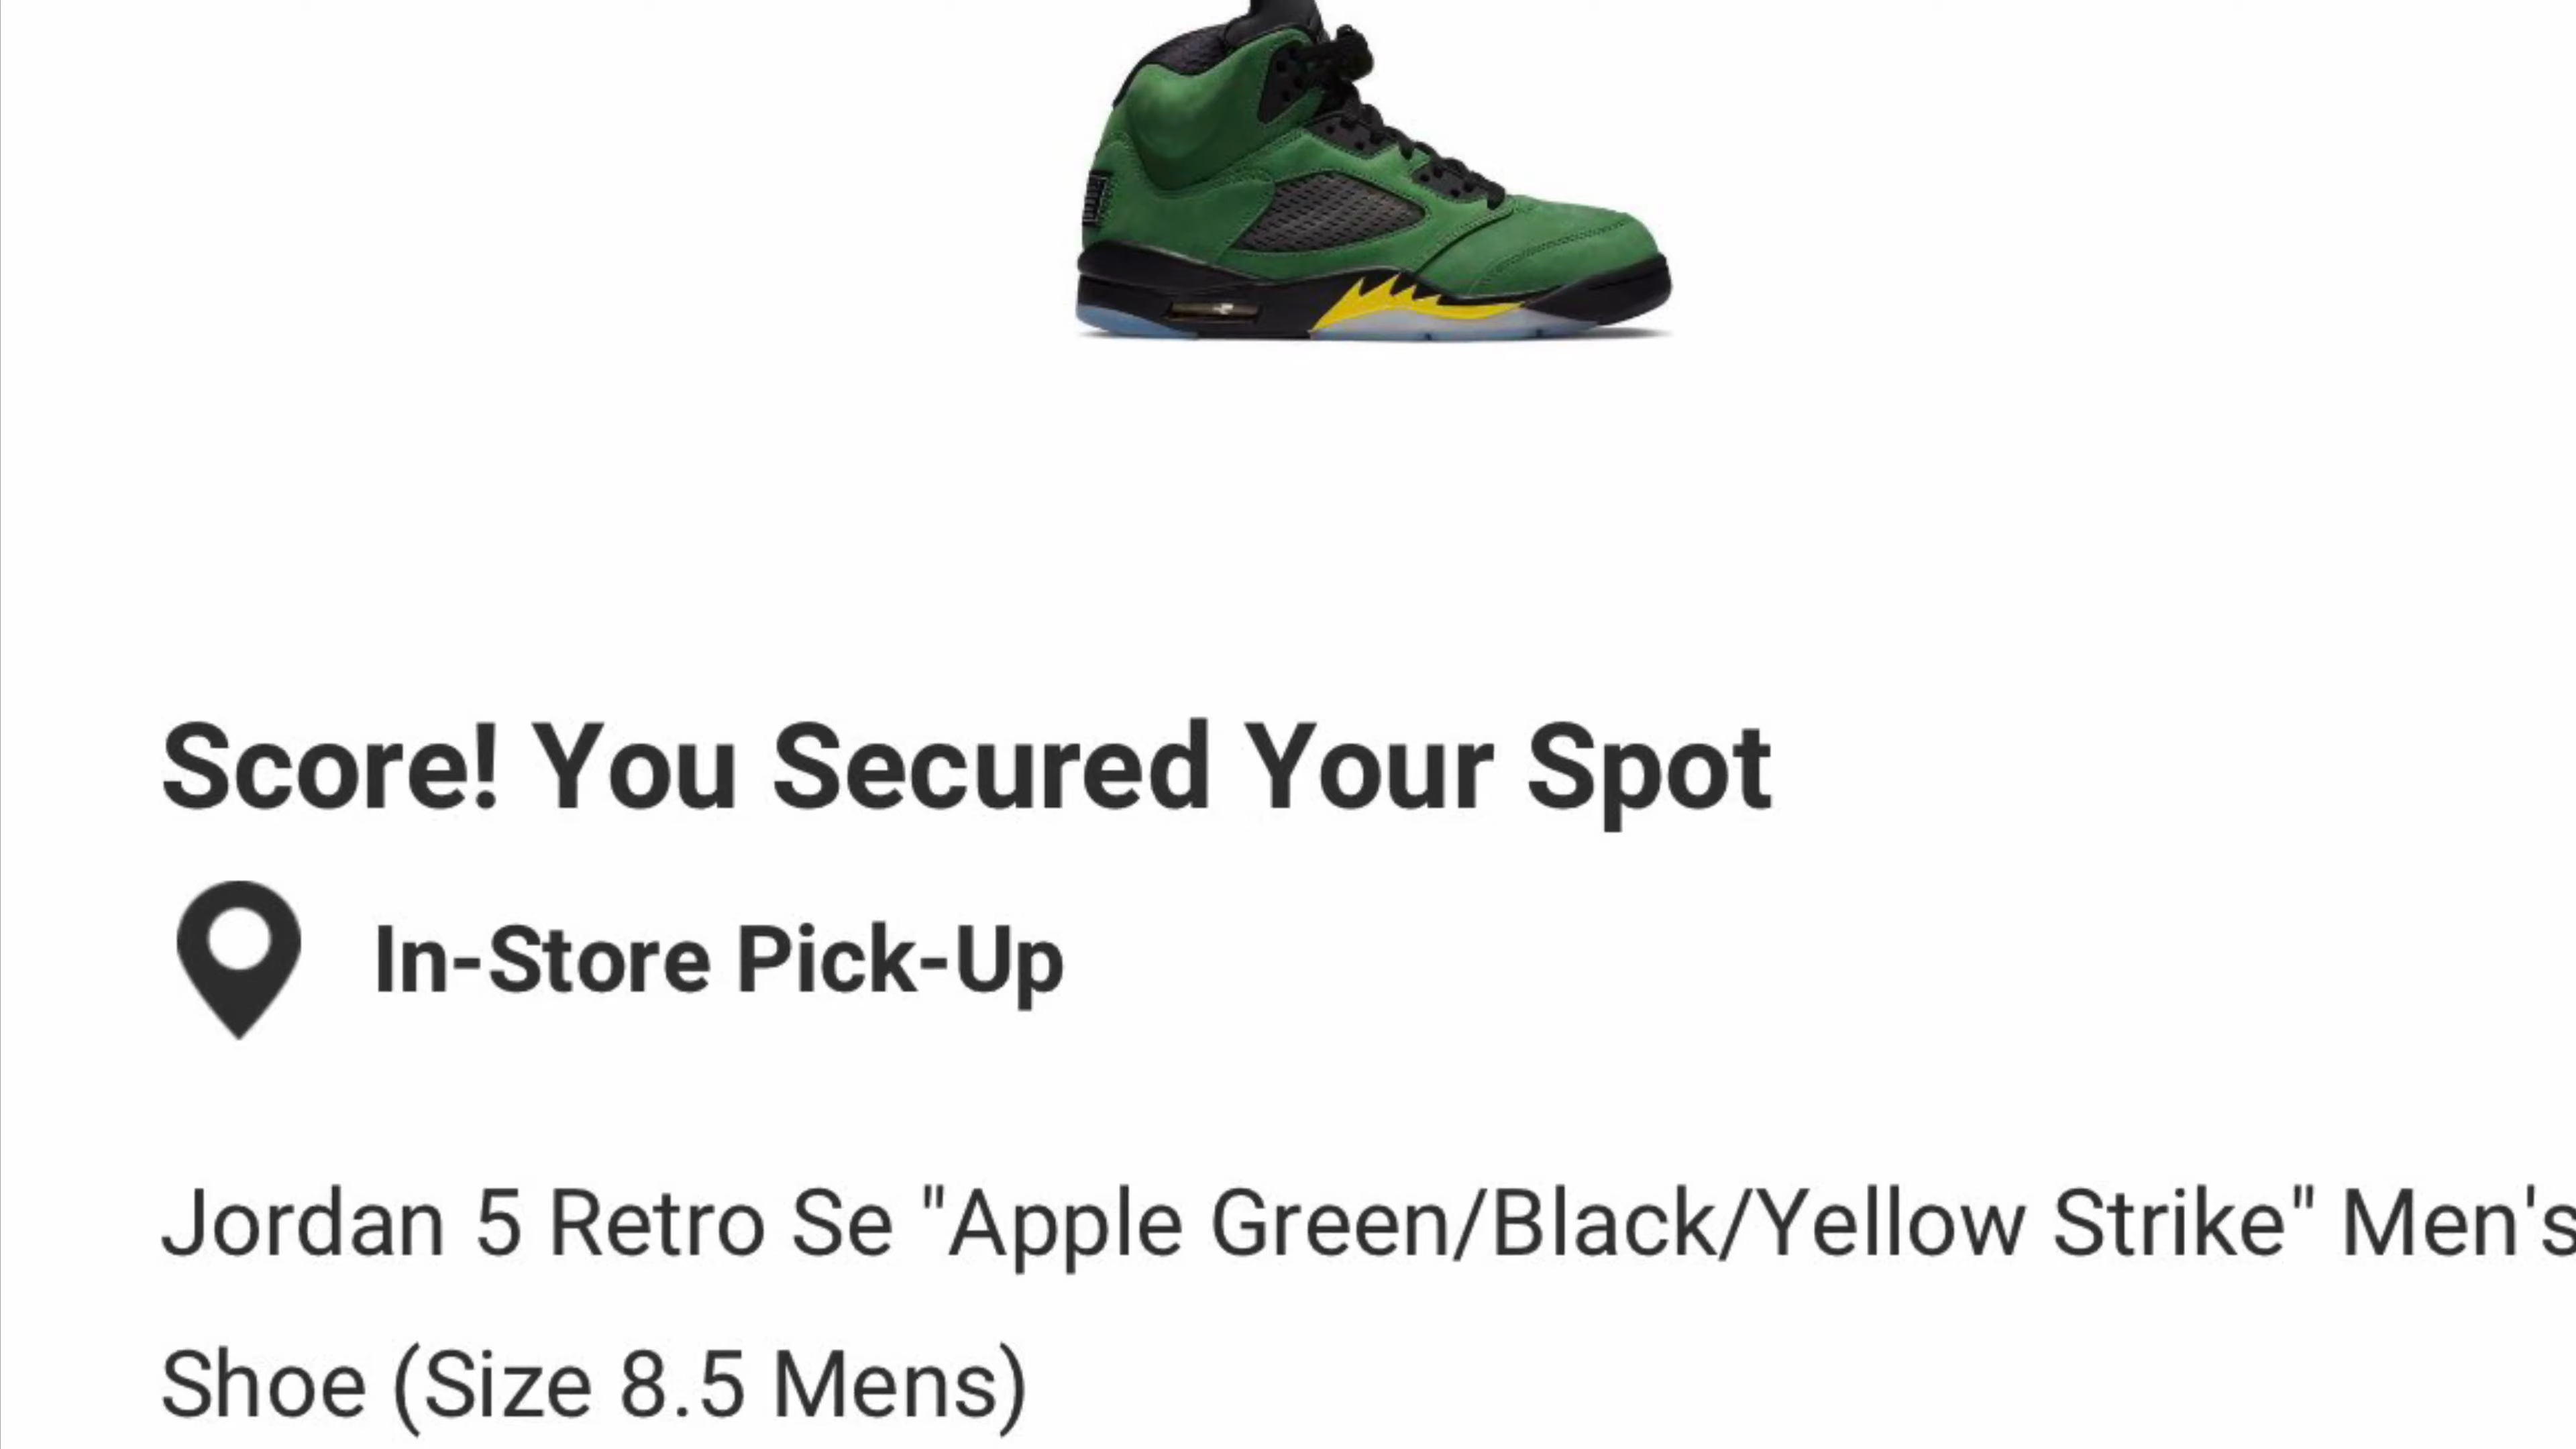 Score! You Secured Your Spot
In-Store Pick-Up
Jordan 5 Retro Se "Apple Green/Black/Yellow Strike" Men's
Shoe (Size 8.5 Mens)